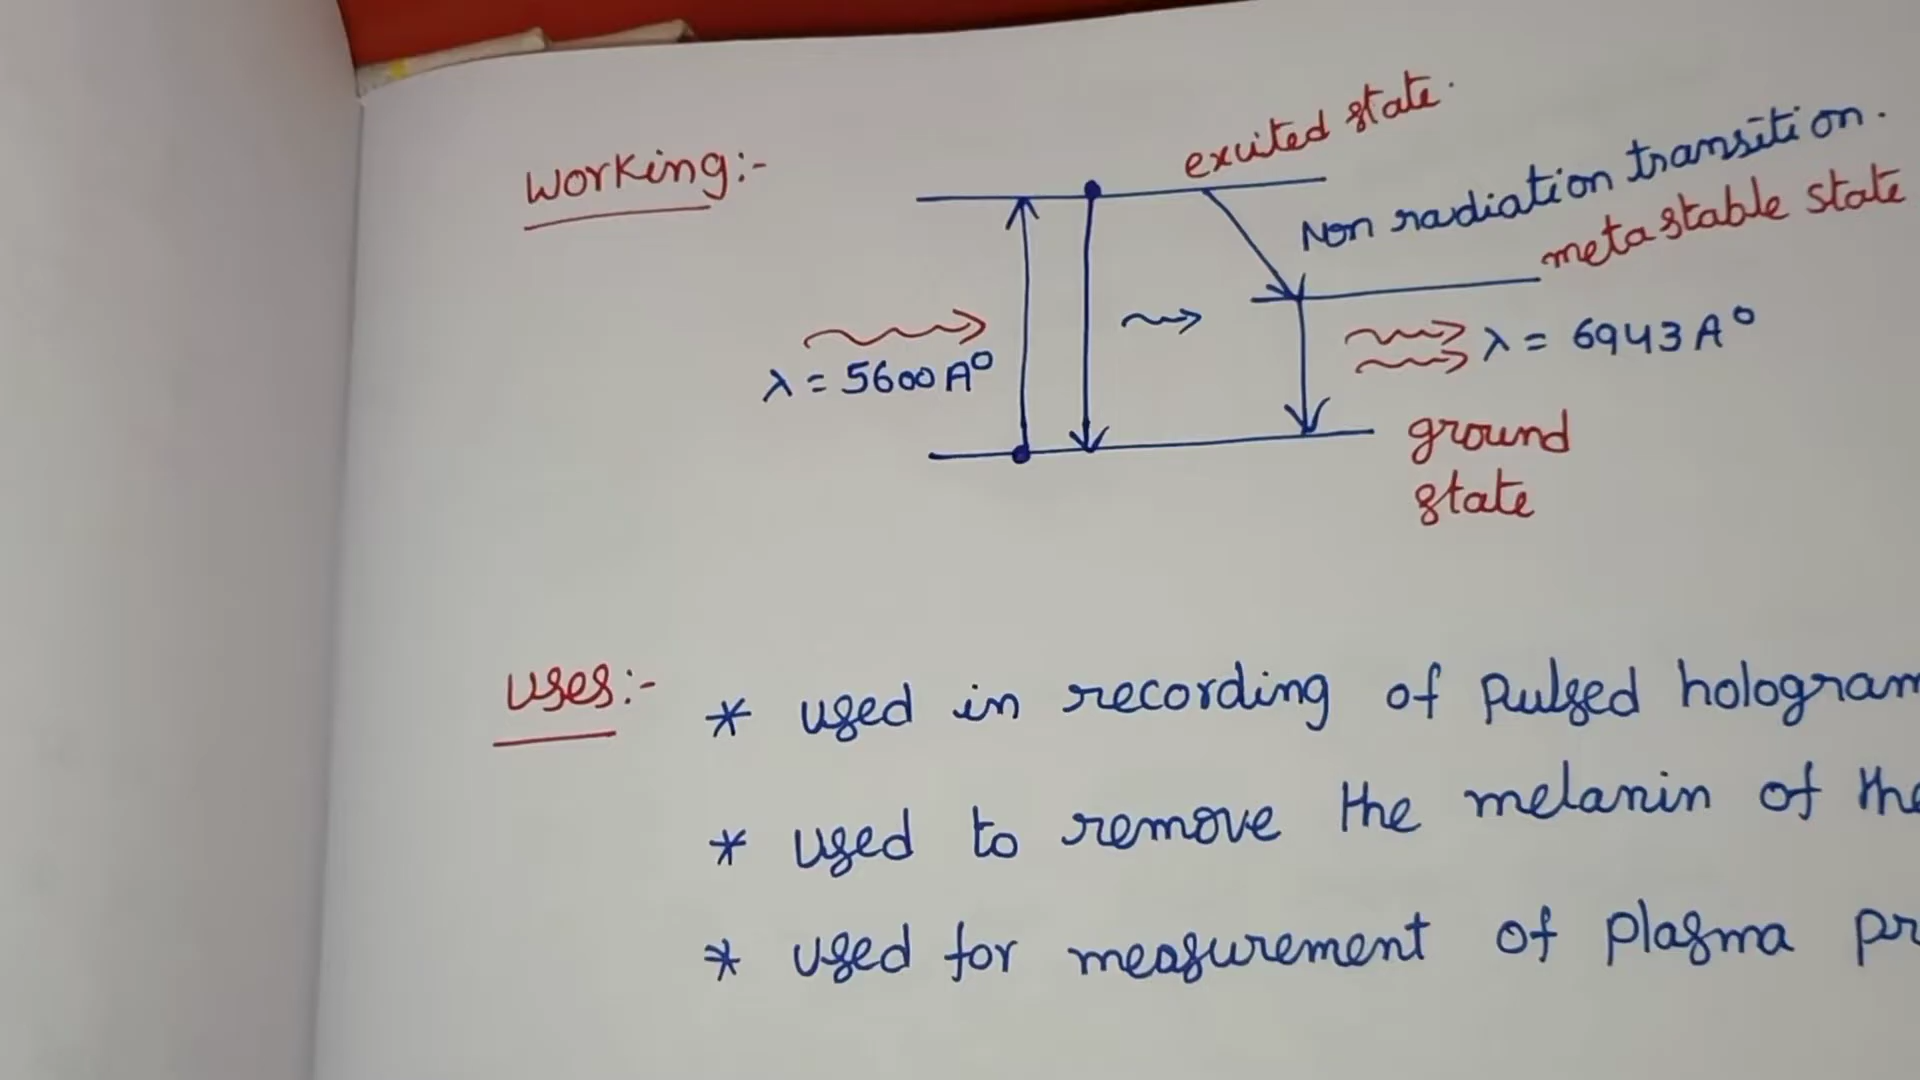 Working:-
exuited state.
Non radiation transition.
metastable state
λ = 5600 A°
λ = 6943 A°
ground
state
Uses:- * used in recording of Pulsed hologram
* used to remove the melanin of the
* used for measurement of plasma pr